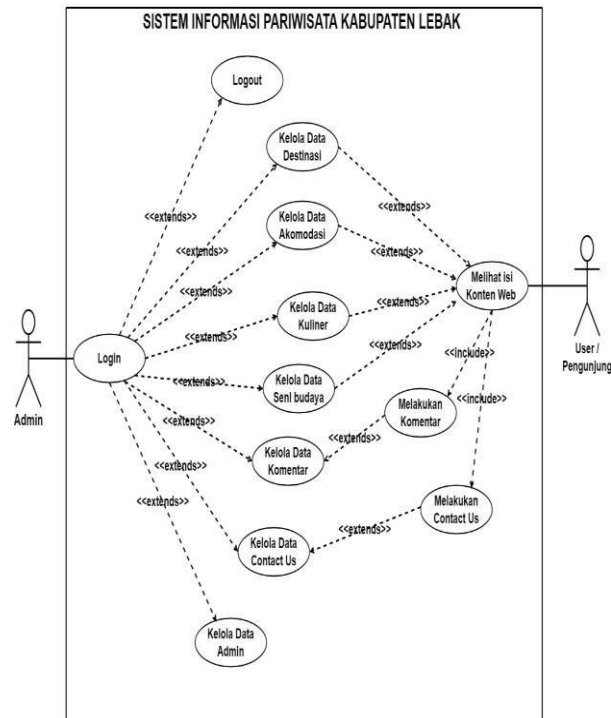 SISTEM INFORMASI PARIWISATA KABUPATEN LEBAK
Logout
Kelola Data
Destinasi
<<extends>>
<<extends>>
Kelola Data
Akomodasi
<<extends>>
<<extends>>
<<extends>>
Melihat isi
Konten Web
Kelola Data
Kuliner
<<extends>>
<<extends>>
User /
Pengunjung
Login
<<extends>>
<<include>>
Admin
Kelola Data
Seni budaya
<<extends>>
Melakukan
Komentar
<<include>>
<<extends>>
<<extends>>
Kelola Data
Komentar
<<extends>>
<<extends>>
Melakukan
Contact Us
<<extends>>
Kelola Data
Contact Us
Kelola Data
Admin